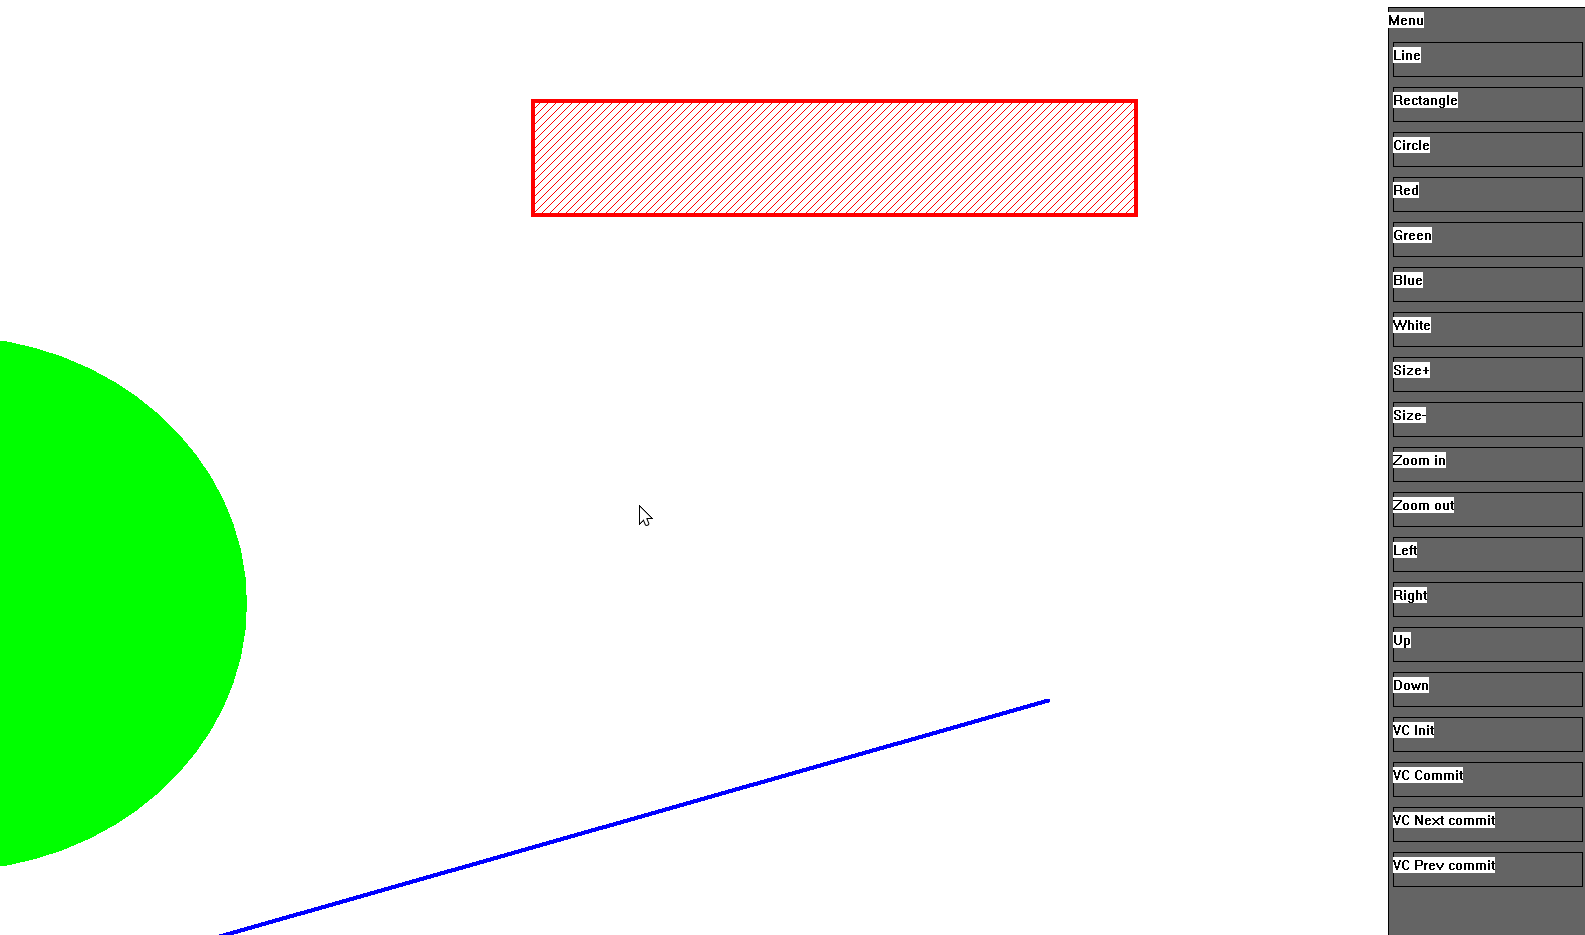 Menu
Line
Rectangle
Circle
Red
Green
Blue
White
Size+
Size-
Zoom in
Zoom out
Left
Right
Up
Down
VC Init
VC Commit
VC Next commit
VC Prev commit